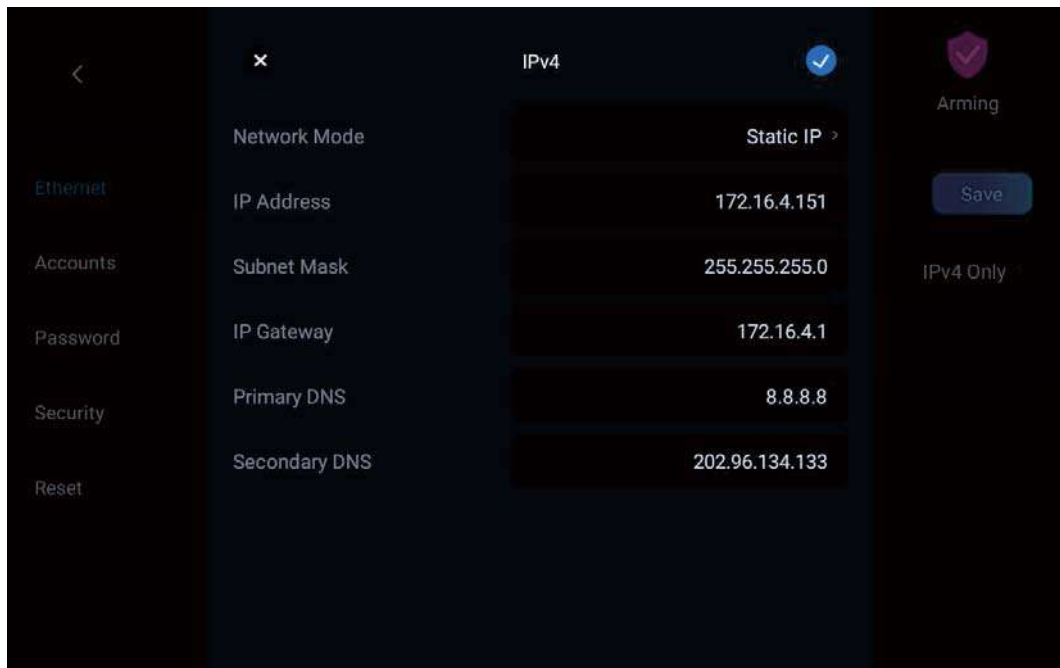 IPv4
Arming
Network Mode
Static IP
Ethernet
IP Address
172.16.4.151
Save
Accounts
Subnet Mask
255.255.255.0
IPv4 Only
Password
IP Gateway
172.16.4.1
Primary DNS
8.8.8.8
Security
Secondary DNS
202.96.134.133
Reset